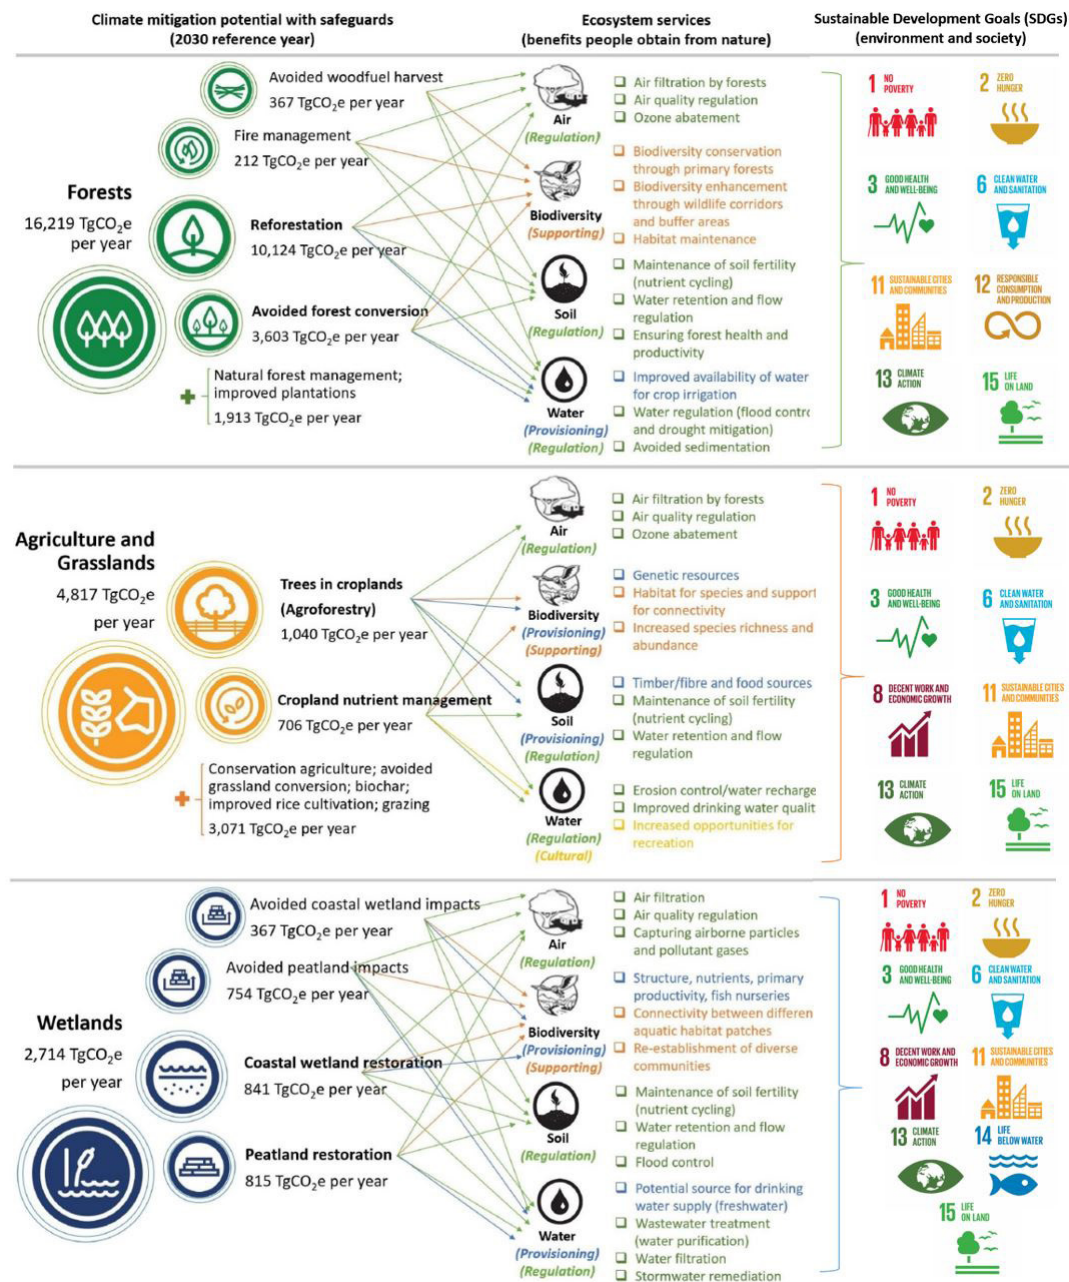 Climate mitigation potential with safeguards
(2030 reference year)
Ecosystem services
(benefits people obtain from nature)
Sustainable Development Goals (SDGs)
(environment and society)
Forests
16,219 TgCO₂e
per year
Avoided woodfuel harvest
367 TgCO₂e per year
Fire management
212 TgCO₂e per year
Reforestation
10,124 TgCO₂e per year
Avoided forest conversion
3,603 TgCO₂e per year
+
Natural forest management;
improved plantations
1,913 TgCO₂e per year
Air
(Regulation)
Biodiversity
(Supporting)
Soil
(Regulation)
Water
(Provisioning)
(Regulation)
Air filtration by forests
Air quality regulation
Ozone abatement
Biodiversity conservation
through primary forests
Biodiversity enhancement
through wildlife corridors
and buffer areas
Habitat maintenance
Maintenance of soil fertility
(nutrient cycling)
Water retention and flow
regulation
Ensuring forest health and
productivity
Improved availability of water
for crop irrigation
Water regulation (flood contrc
and drought mitigation)
Avoided sedimentation
1 NO
POVERTY
2 ZERO
HUNGER
3 GOOD HEALTH
AND WELL-BEING
6 CLEAN WATER
AND SANITATION
11 SUSTAINABLE CITIES
AND COMMUNITIES
12 RESPONSIBLE
CONSUMPTION
AND PRODUCTION
13 CLIMATE
ACTION
15 LIFE
ON LAND
Agriculture and
Grasslands
4,817 TgCO₂e
per year
Trees in croplands
(Agroforestry)
1,040 TgCO₂e per year
Cropland nutrient management
706 TgCO₂e per year
+
Conservation agriculture; avoided
grassland conversion; biochar;
improved rice cultivation; grazing
3,071 TgCO₂e per year
Air
(Regulation)
Biodiversity
(Provisioning)
(Supporting)
Soil
(Provisioning)
(Regulation)
Water
(Regulation)
(Cultural)
Air filtration by forests
Air quality regulation
Ozone abatement
Genetic resources
Habitat for species and support
for connectivity
Increased species richness and
abundance
Timber/fibre and food sources
Maintenance of soil fertility
(nutrient cycling)
Water retention and flow
regulation
Erosion control/water recharge
Improved drinking water qualit
Increased opportunities for
recreation
1 NO
POVERTY
2 ZERO
HUNGER
3 GOOD HEALTH
AND WELL-BEING
6 CLEAN WATER
AND SANITATION
8 DECENT WORK AND
ECONOMIC GROWTH
11 SUSTAINABLE CITIES
AND COMMUNITIES
13 CLIMATE
ACTION
15 LIFE
ON LAND
Wetlands
2,714 TgCO₂e
per year
Avoided coastal wetland impacts
367 TgCO₂e per year
Avoided peatland impacts
754 TgCO₂e per year
Coastal wetland restoration
841 TgCO₂e per year
Peatland restoration
815 TgCO₂e per year
Air
(Regulation)
Biodiversity
(Provisioning)
(Supporting)
Soil
(Regulation)
Water
(Provisioning)
(Regulation)
Air filtration
Air quality regulation
Capturing airborne particles
and pollutant gases
Structure, nutrients, primary
productivity, fish nurseries
Connectivity between differen
aquatic habitat patches
Re-establishment of diverse
communities
Maintenance of soil fertility
(nutrient cycling)
Water retention and flow
regulation
Flood control
Potential source for drinking
water supply (freshwater)
Wastewater treatment
(water purification)
Water filtration
Stormwater remediation
1 NO
POVERTY
2 ZERO
HUNGER
3 GOOD HEALTH
AND WELL-BEING
6 CLEAN WATER
AND SANITATION
8 DECENT WORK AND
ECONOMIC GROWTH
11 SUSTAINABLE CITIES
AND COMMUNITIES
13 CLIMATE
ACTION
14 LIFE
BELOW WATER
15 LIFE
ON LAND